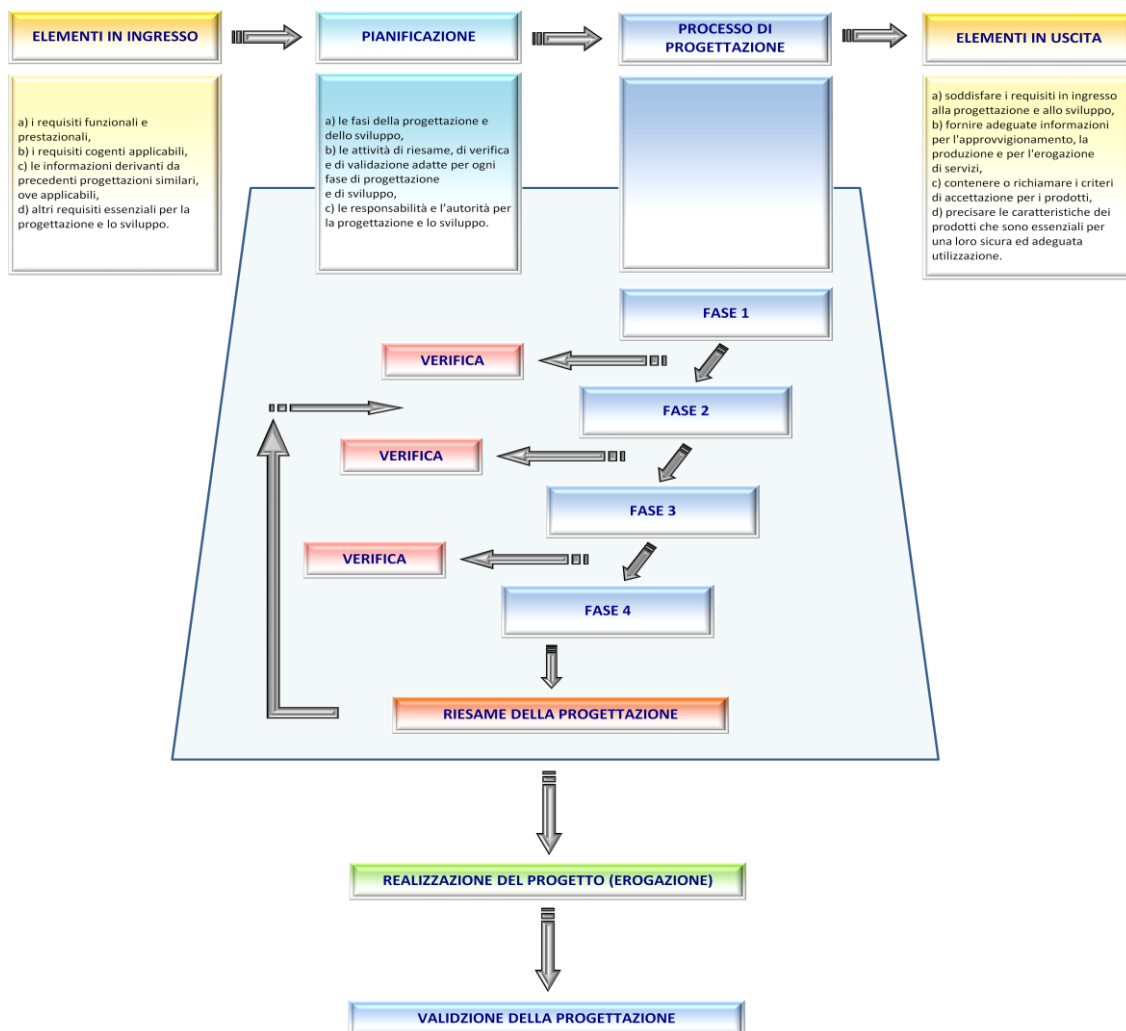 ELEMENTI IN INGRESSO
PIANIFICAZIONE
PROCESSO DI
PROGETTAZIONE
ELEMENTI IN USCITA
a) i requisiti funzionali e
prestazionali,
b) i requisiti cogenti applicabili,
c) le informazioni derivanti da
precedenti progettazioni similari,
ove applicabili,
d) altri requisiti essenziali per la
progettazione e lo sviluppo.
a) le fasi della progettazione e
dello sviluppo,
b) le attività di riesame, di verifica
e di validazione adatte per ogni
fase di progettazione
e di sviluppo,
c) le responsabilità e l’autorità per
la progettazione e lo sviluppo.
a) soddisfare i requisiti in ingresso
alla progettazione e allo sviluppo,
b) fornire adeguate informazioni
per l'approvvigionamento, la
produzione e per l'erogazione
di servizi,
c) contenere o richiamare i criteri
di accettazione per i prodotti,
d) precisare le caratteristiche dei
prodotti che sono essenziali per
una loro sicura ed adeguata
utilizzazione.
FASE 1
VERIFICA
FASE 2
VERIFICA
FASE 3
VERIFICA
FASE 4
RIESAME DELLA PROGETTAZIONE
REALIZZAZIONE DEL PROGETTO (EROGAZIONE)
VALIDZIONE DELLA PROGETTAZIONE